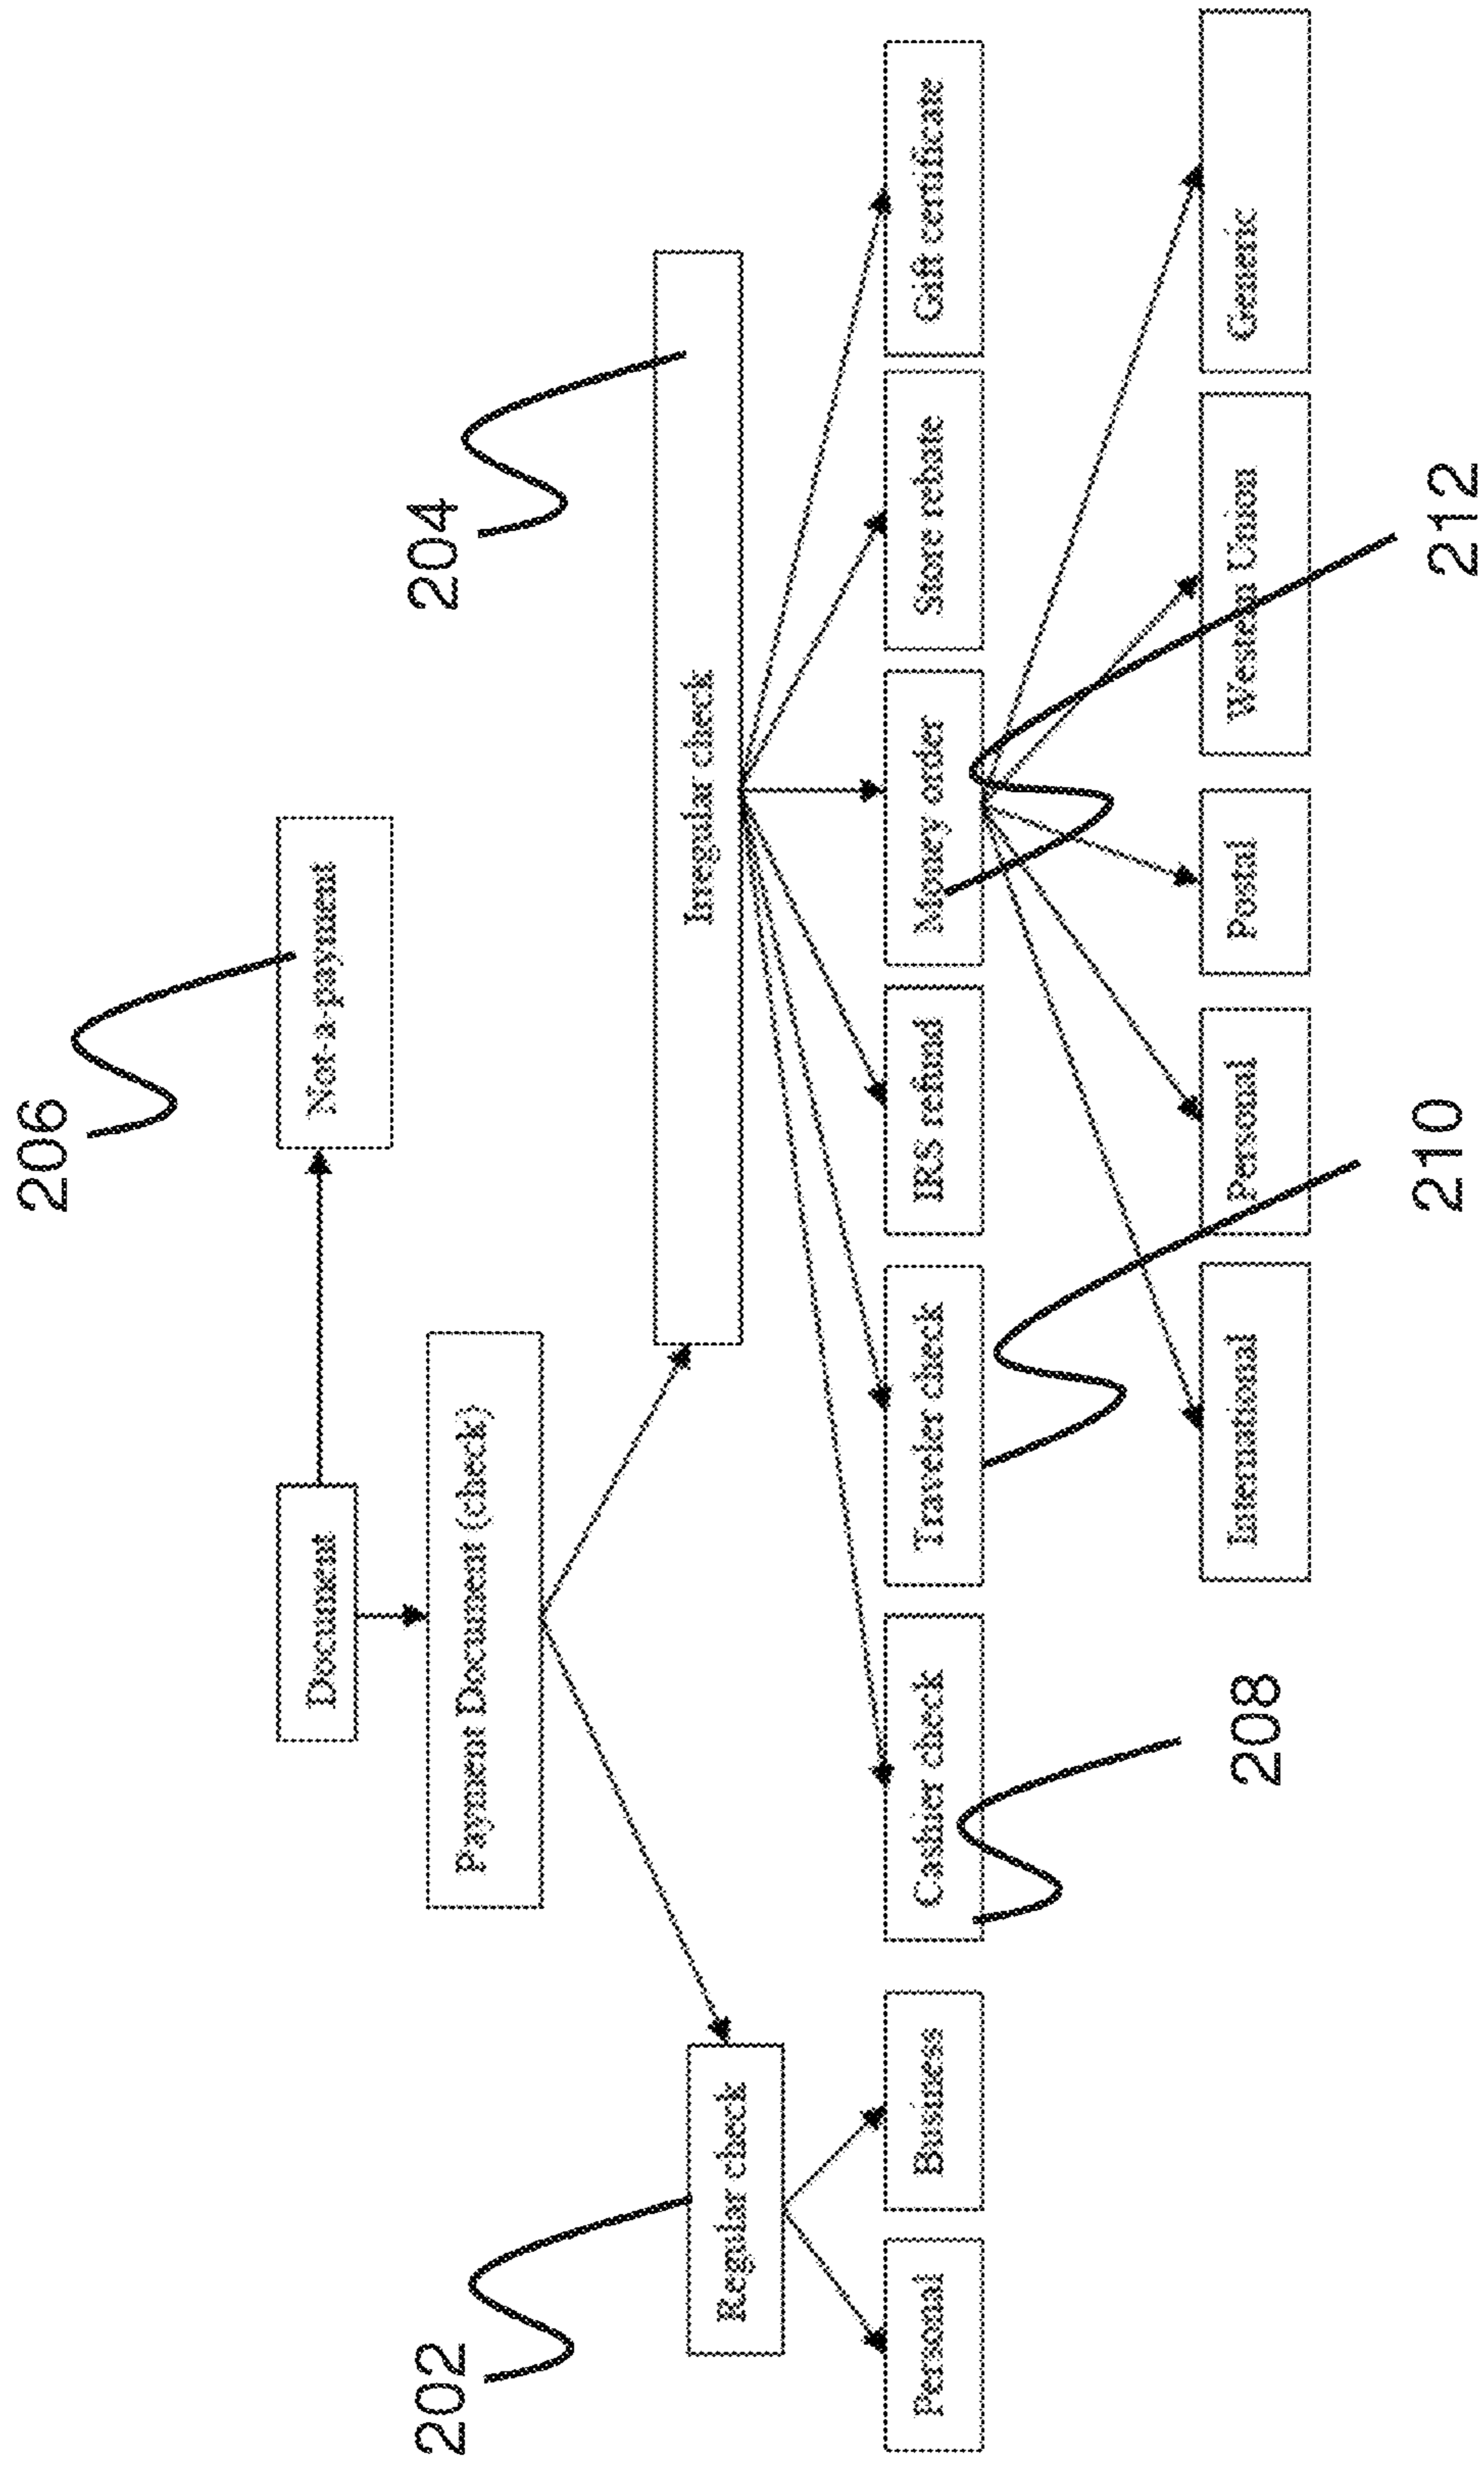 206
Document
Not-a-payment
204
Payment Document (check)
202
Regular check
Irregular check
Personal
Business
Cashier check
Traveler check
IRS refund
Money order
Store rebate
Gift certificate
208
International
Personal
Postal
Western Union
Generic
210
212